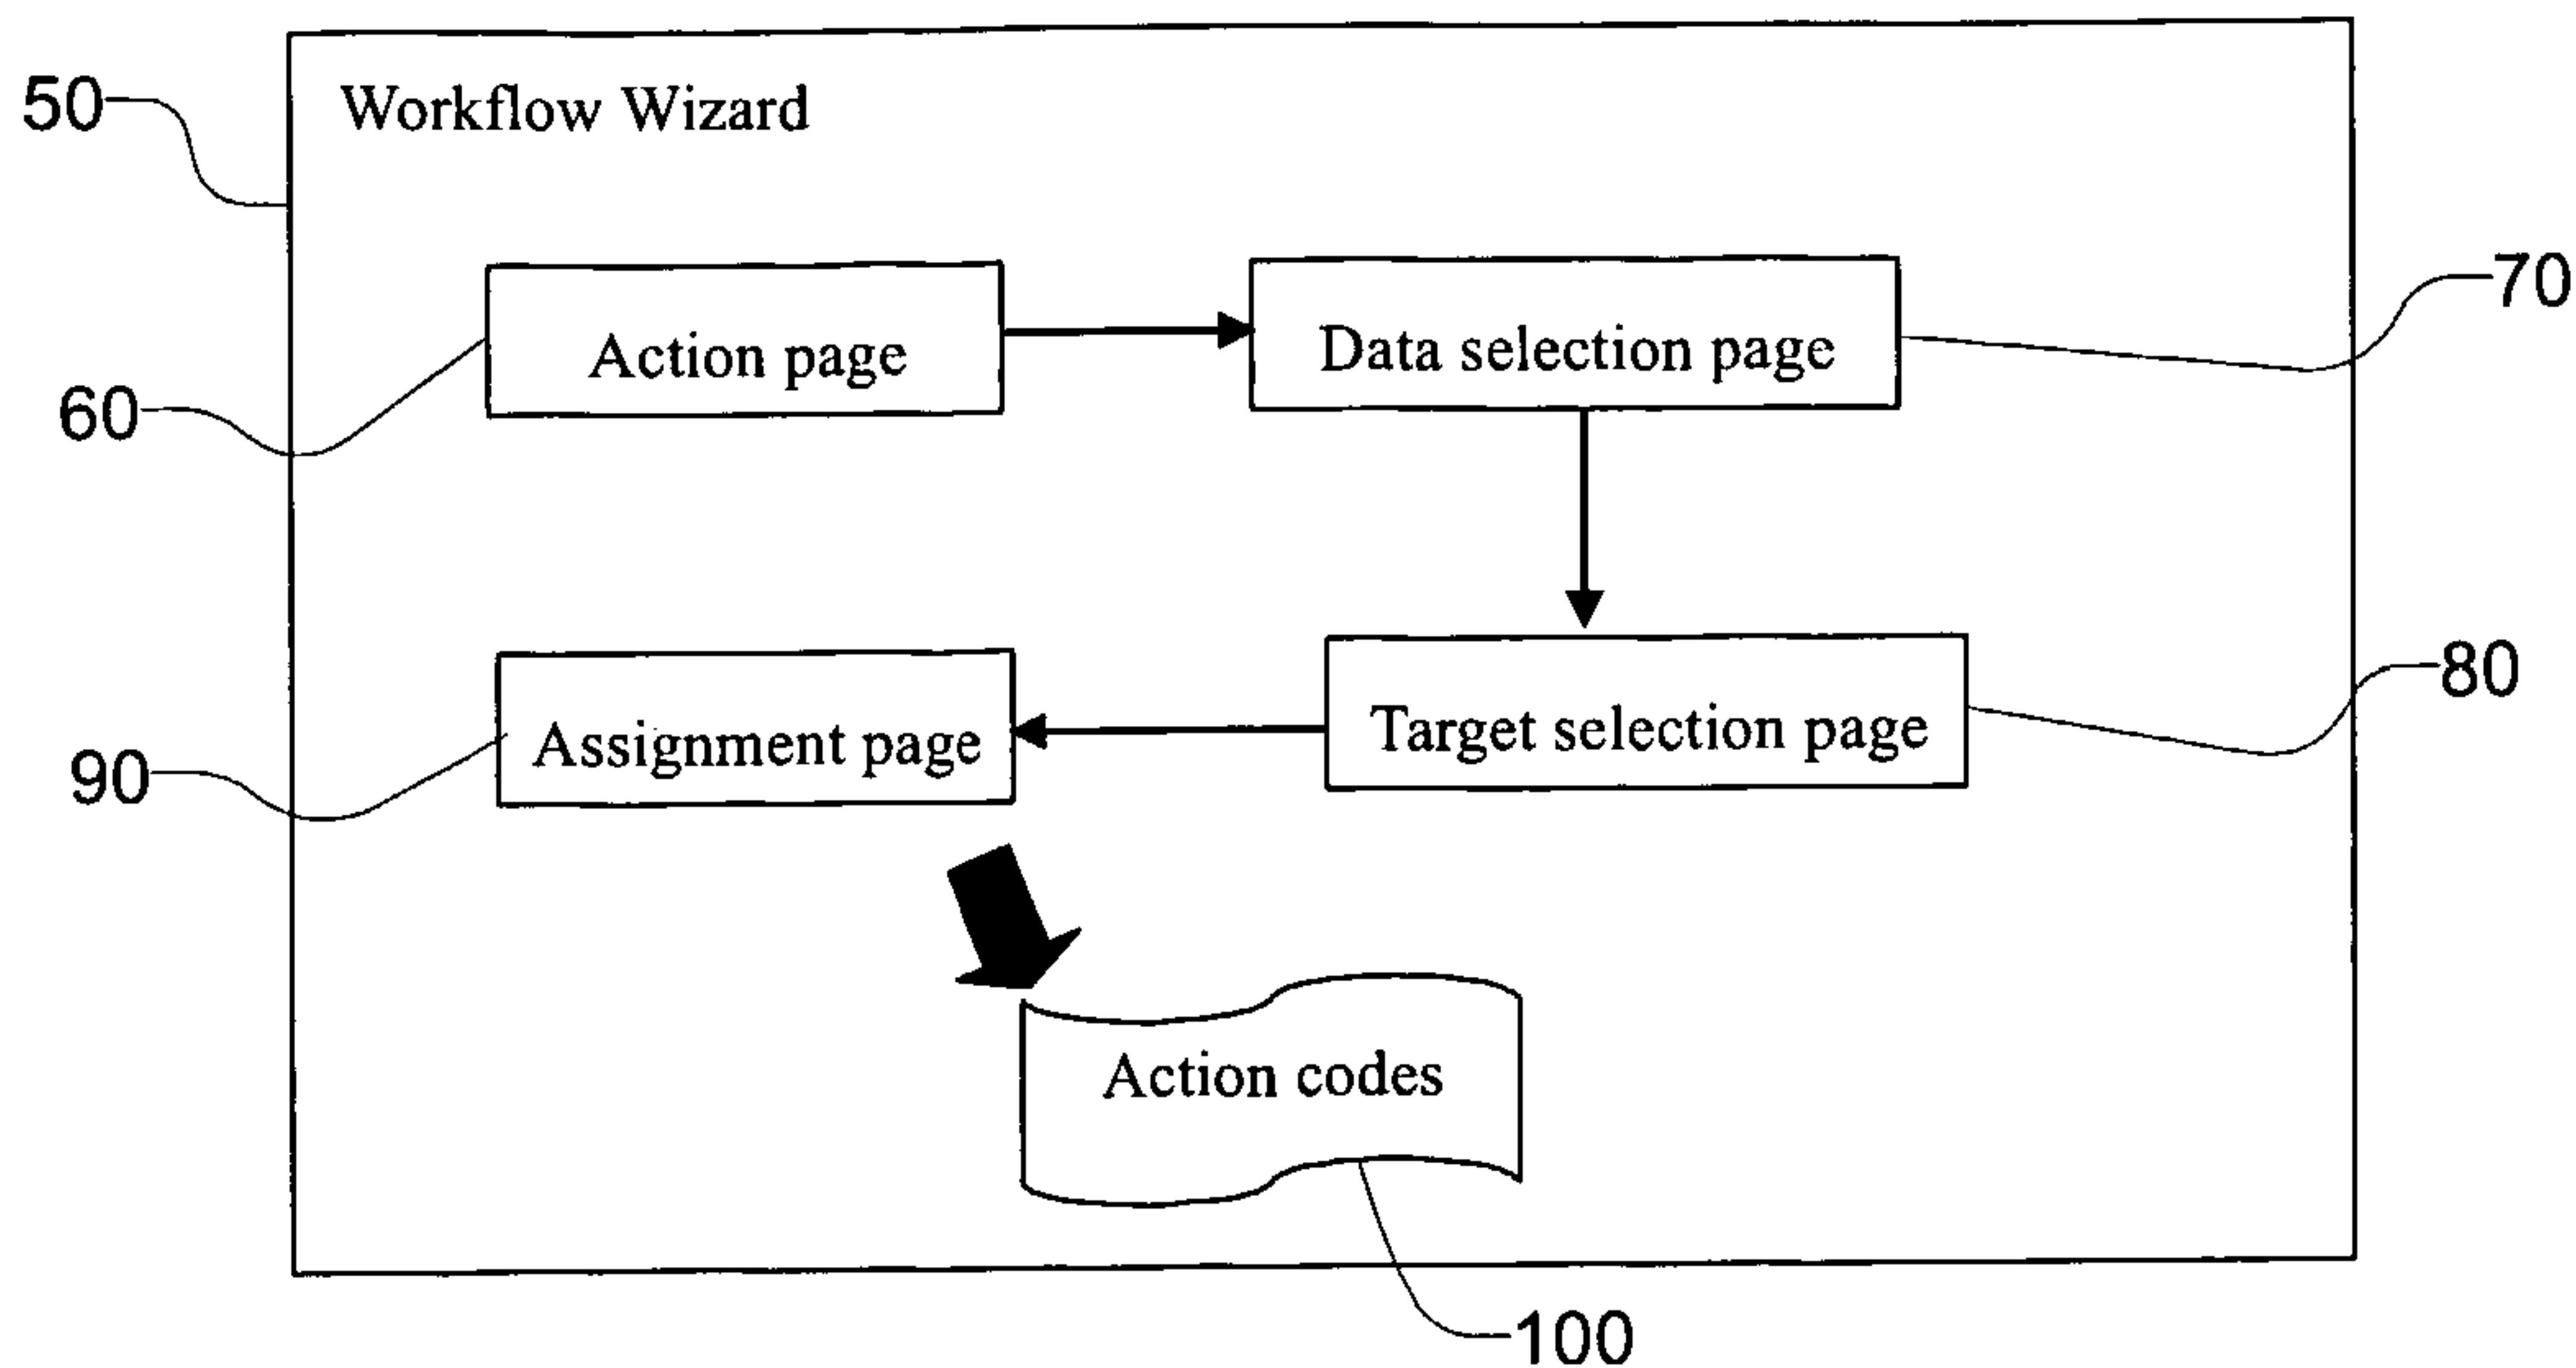 50
Workflow Wizard
70
Action page
Data selection page
60
80
Assignment page
Target selection page
90
Action codes
100